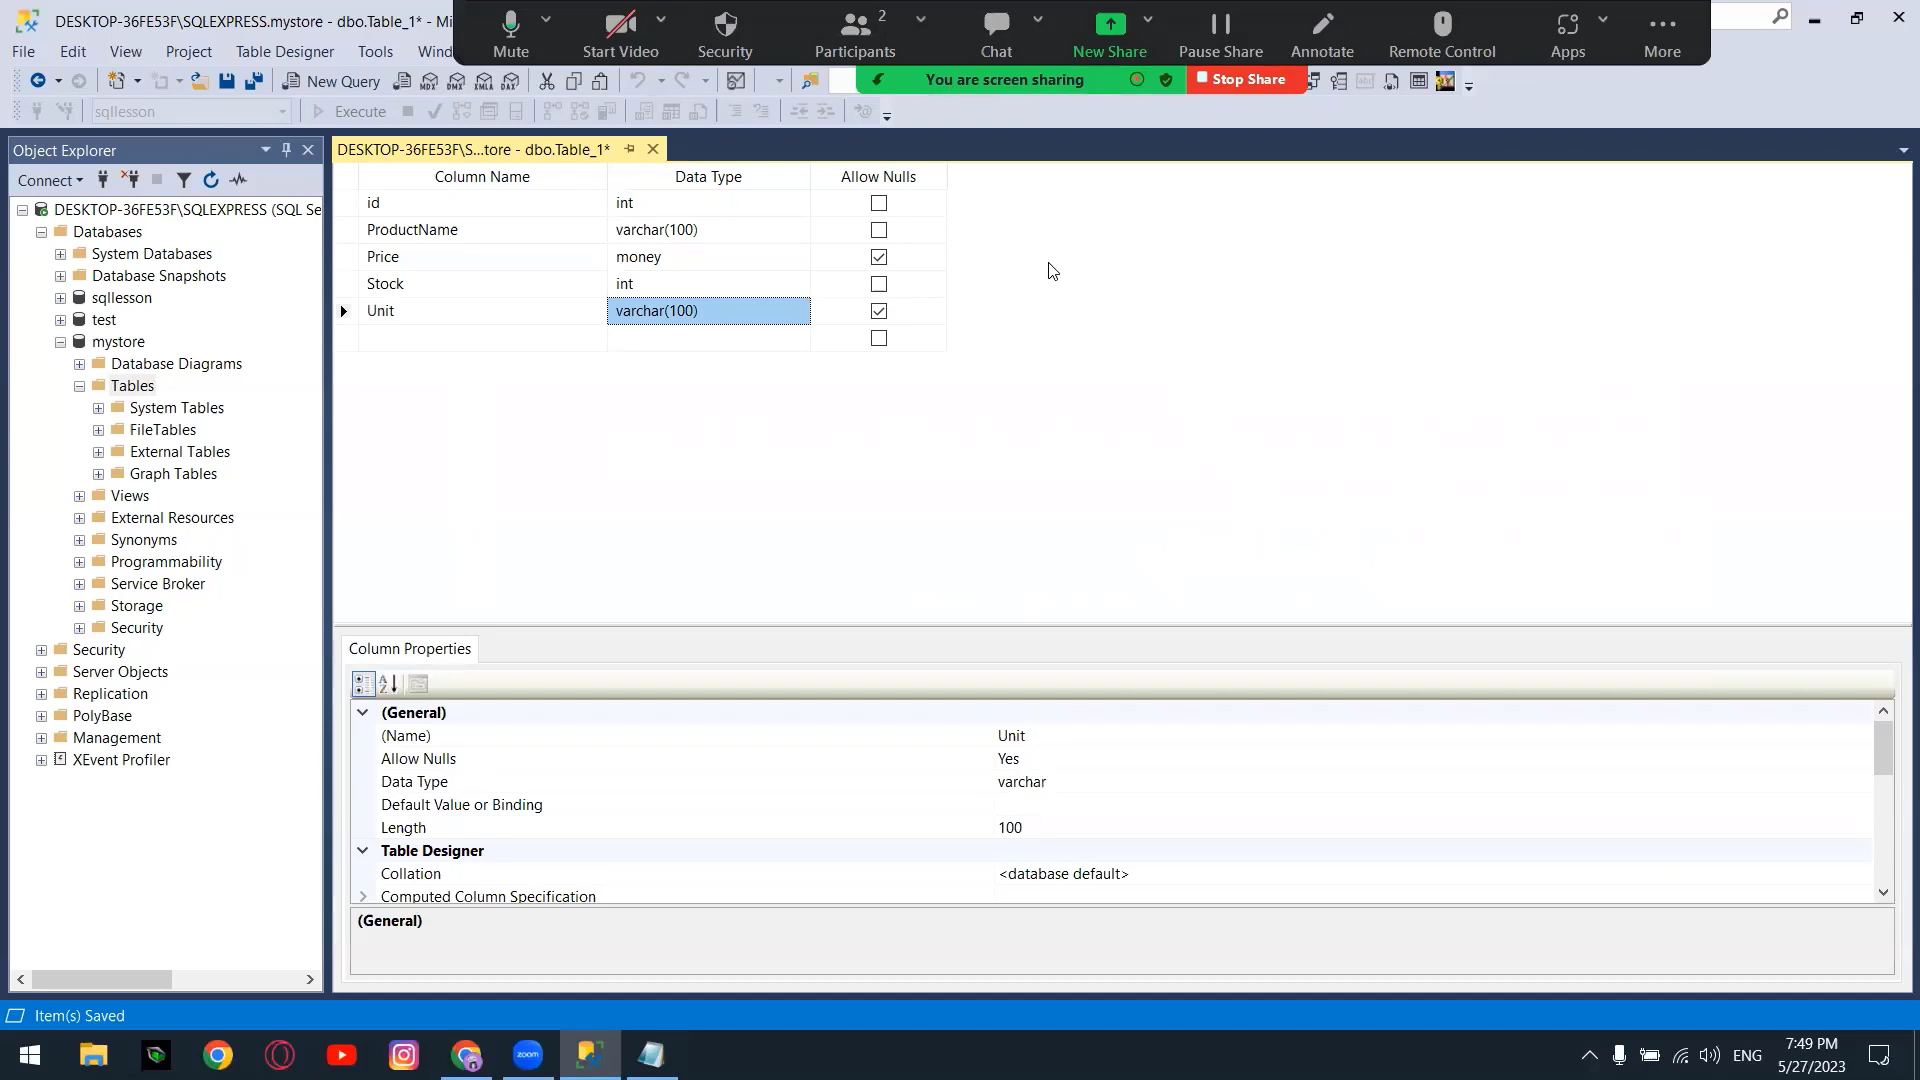 DESKTOP-36FE53F\SQLEXPRESS.mystore - dbo.Table_1* - Mi
Mute
Start Video
Security
Participants
2
Chat
New Share
Pause Share
Annotate
Remote Control
Apps
More
File
Edit
View
Project
Table Designer
Tools
Wind
New Query
MDX
DMX
XMLA
DAX
You are screen sharing
Stop Share
sqllesson
Execute
Object Explorer
Connect
DESKTOP-36FE53F\SQLEXPRESS (SQL Se
Databases
System Databases
Database Snapshots
sqllesson
test
mystore
Database Diagrams
Tables
System Tables
FileTables
External Tables
Graph Tables
Views
External Resources
Synonyms
Programmability
Service Broker
Storage
Security
Security
Server Objects
Replication
PolyBase
Management
XEvent Profiler
DESKTOP-36FE53F\S...tore - dbo.Table_1*
Column Name
Data Type
Allow Nulls
id
int
ProductName
varchar(100)
Price
money
Stock
int
Unit
varchar(100)
Column Properties
(General)
(Name)
Unit
Allow Nulls
Yes
Data Type
varchar
Default Value or Binding
Length
100
Table Designer
Collation
<database default>
Computed Column Specification
(General)
Item(s) Saved
zoom
ENG
7:49 PM
5/27/2023